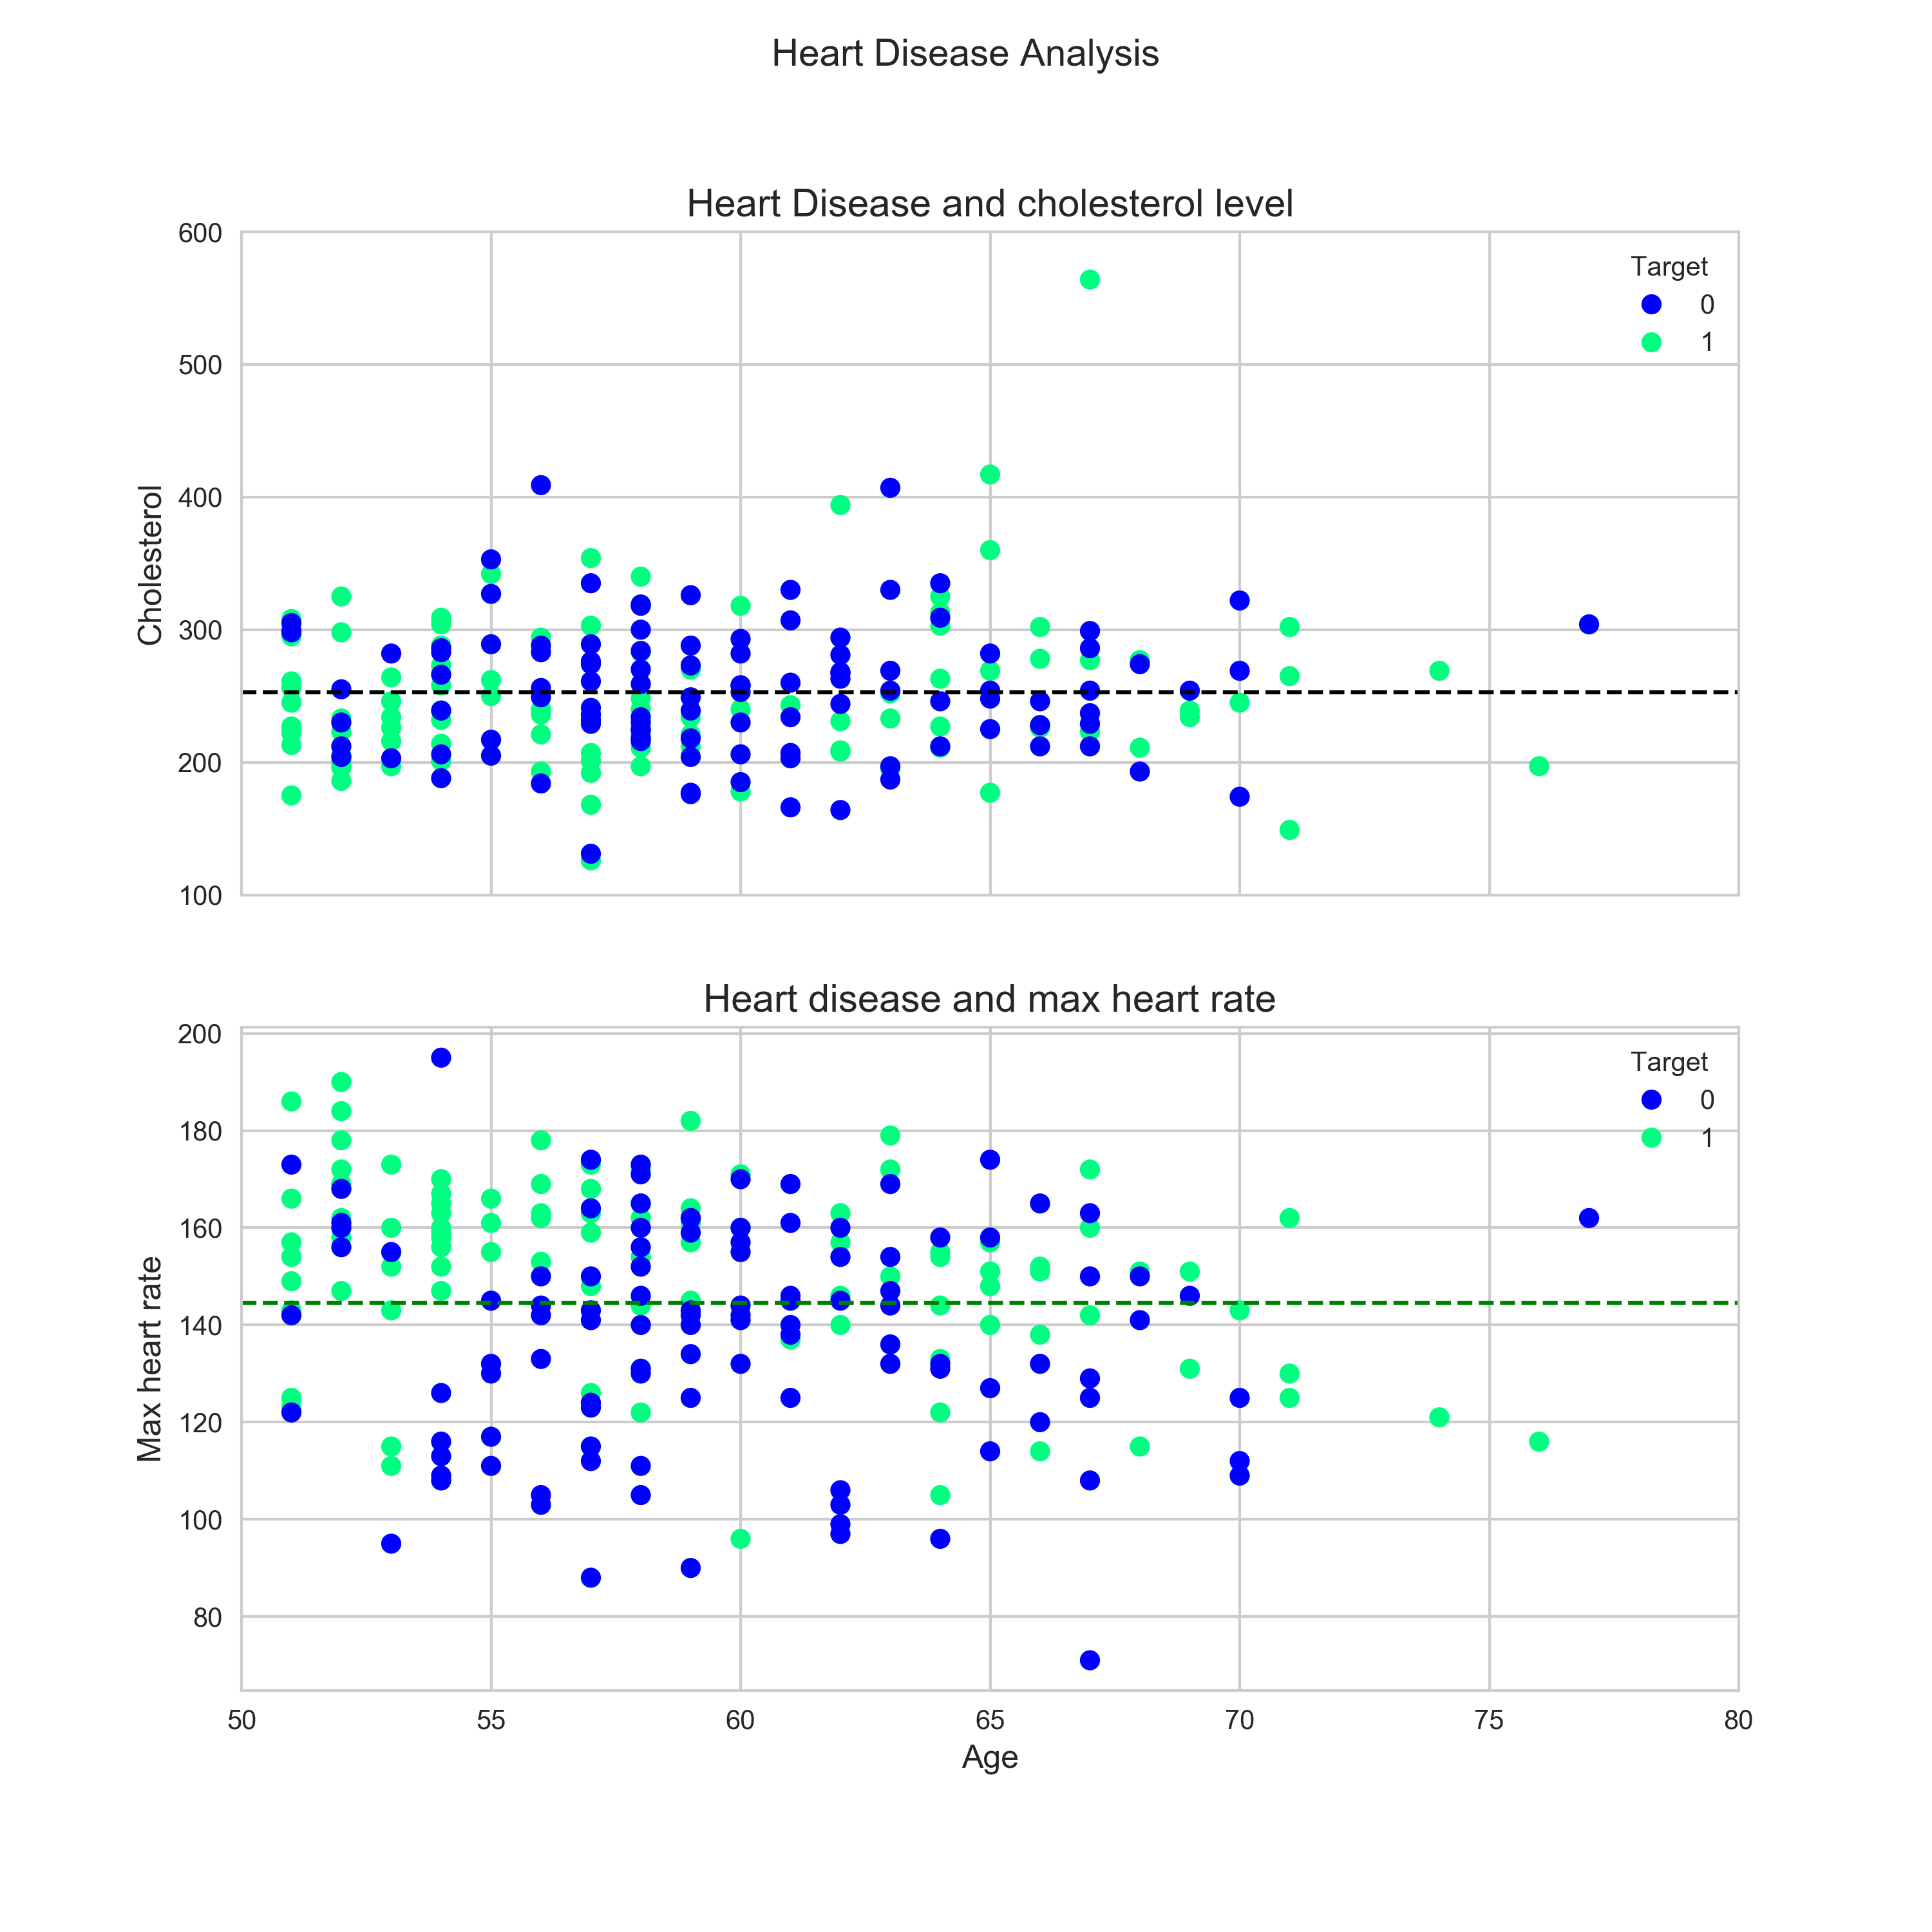 Heart Disease Analysis
Heart Disease and cholesterol level
600
500
400
300
200
100
Cholesterol
Target
0
1
Heart disease and max heart rate
200
180
160
140
120
100
80
Max heart rate
Target
0
1
50 55 60 65 70 75 80
Age